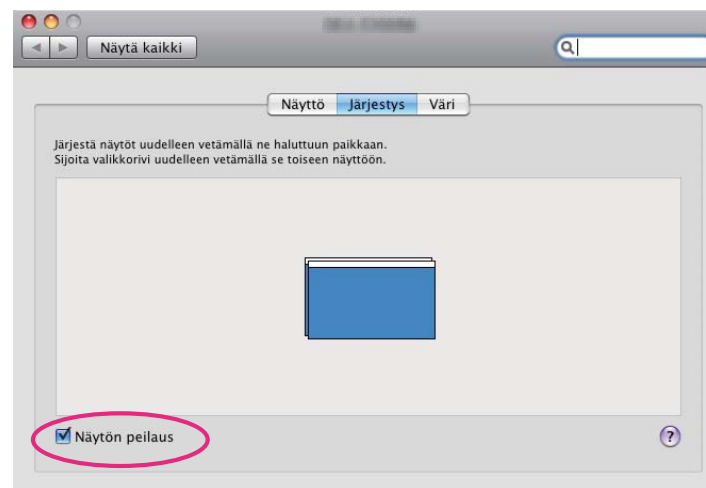 Näytä kaikki
Näyttö Järjestys Väri
Järjestä näytöt uudelleen vetämällä ne haluttuun paikkaan.
Sijoita valikkorivi uudelleen vetämällä se toiseen näyttöön.
Näytön peilaus
?